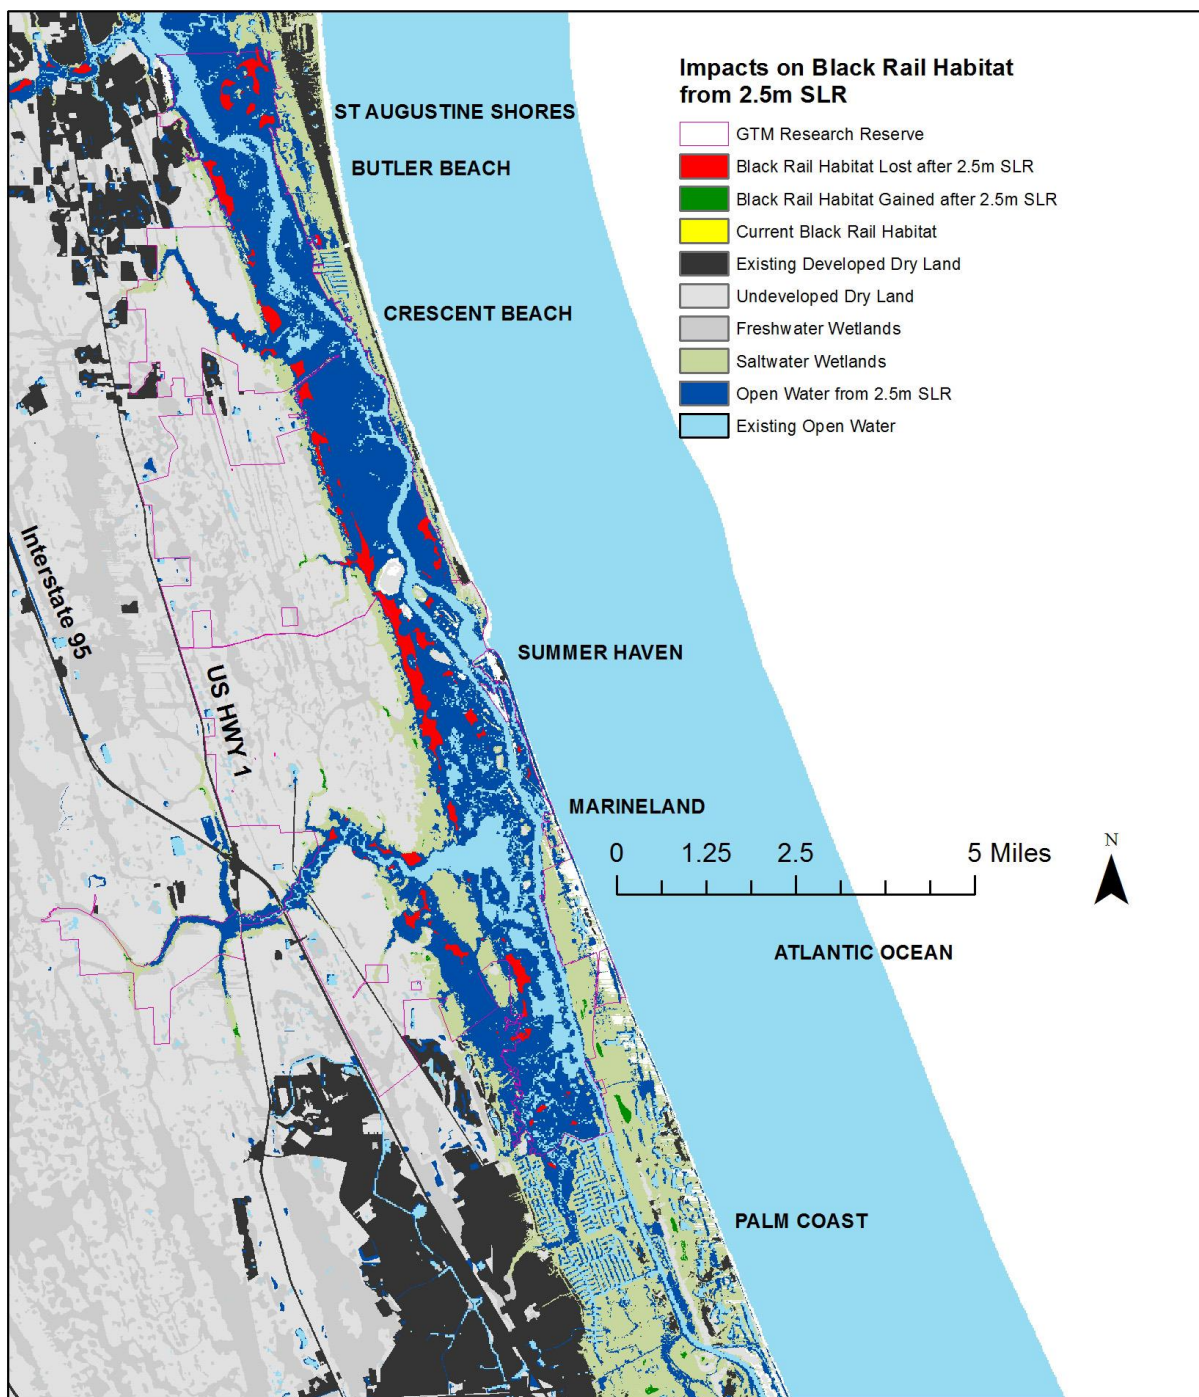 Impacts on Black Rail Habitat
from 2.5m SLR
GTM Research Reserve
Black Rail Habitat Lost after 2.5m SLR
Black Rail Habitat Gained after 2.5m SLR
Current Black Rail Habitat
Existing Developed Dry Land
Undeveloped Dry Land
Freshwater Wetlands
Saltwater Wetlands
Open Water from 2.5m SLR
Existing Open Water
ST AUGUSTINE SHORES
BUTLER BEACH
CRESCENT BEACH
Interstate 95
US HWY 1
SUMMER HAVEN
MARINELAND
0 1.25 2.5 5 Miles
N
ATLANTIC OCEAN
PALM COAST